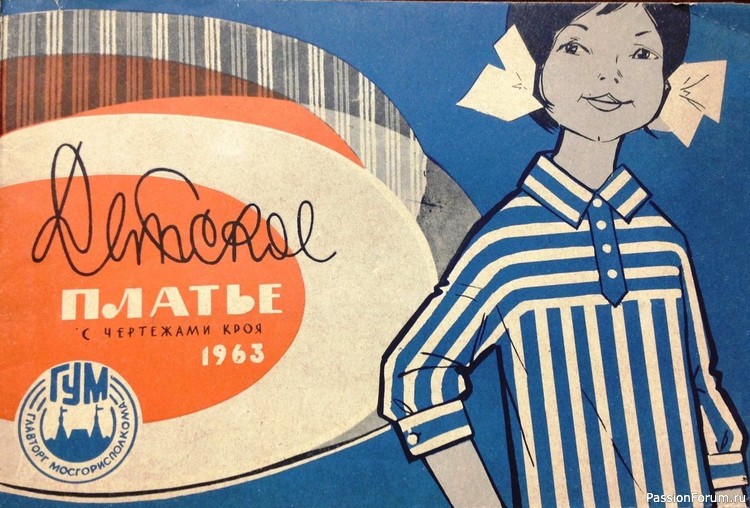 Детское
ПЛАТЬЕ
С ЧЕРТЕЖАМИ КРОЯ
1963
ГУМ
ГЛАВТОРГ МОСГОРИСПОЛКОМА
PassionForum.ru